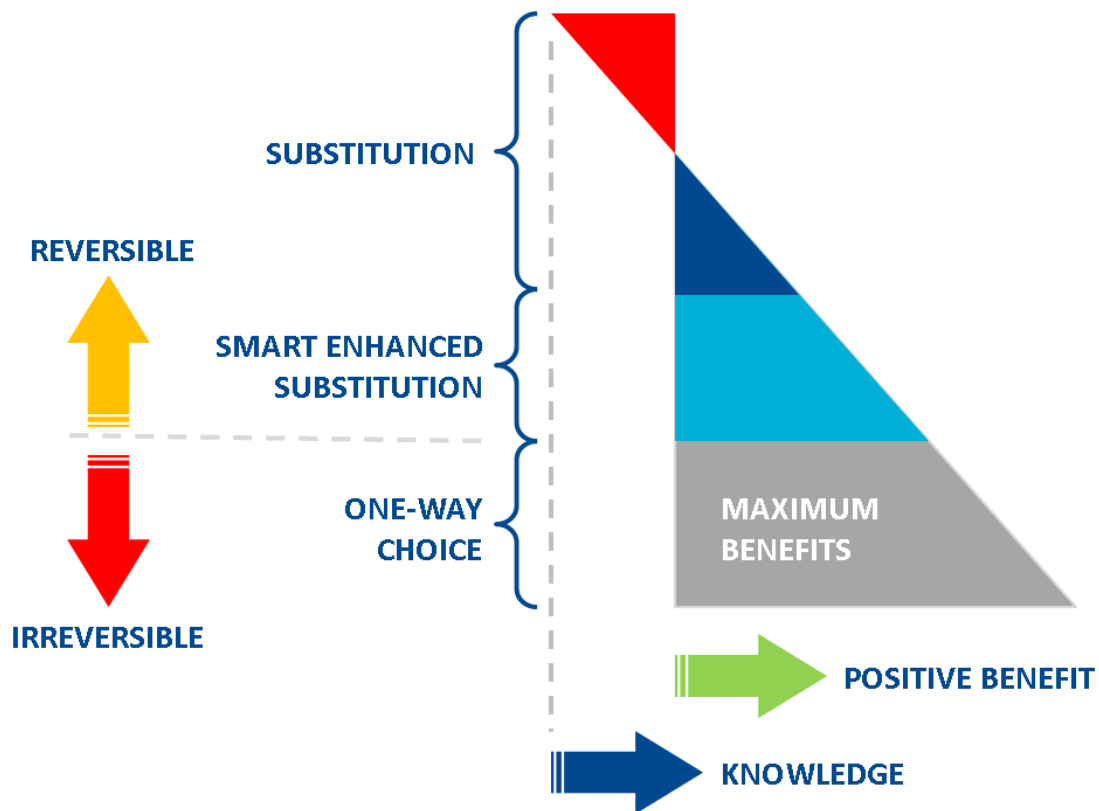 SUBSTITUTION
REVERSIBLE
SMART ENHANCED
SUBSTITUTION
ONE-WAY
CHOICE
MAXIMUM
BENEFITS
IRREVERSIBLE
POSITIVE BENEFIT
KNOWLEDGE